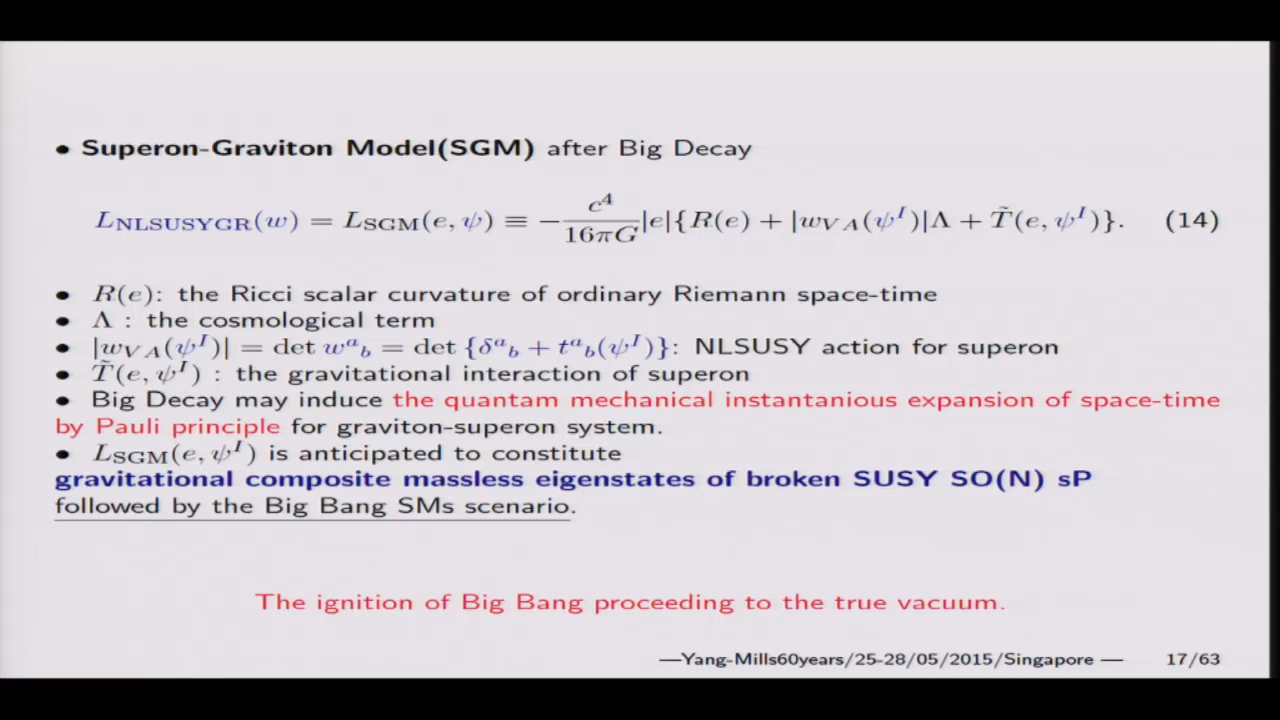 • Superon-Graviton Model(SGM) after Big Decay
L_NLSUSYGR(w) = L_SGM(e, ψ) ≡ −c⁴/16πG |e|{R(e) + |w_VA(ψ^I)|Λ + T̃(e, ψ^I)}. (14)
• R(e): the Ricci scalar curvature of ordinary Riemann space-time
• Λ : the cosmological term
• |w_VA(ψ^I)| = det w^a_b = det {δ^a_b + t^a_b(ψ^I)}: NLSUSY action for superon
• T̃(e, ψ^I) : the gravitational interaction of superon
• Big Decay may induce the quantam mechanical instantanious expansion of space-time
by Pauli principle for graviton-superon system.
• L_SGM(e, ψ^I) is anticipated to constitute
gravitational composite massless eigenstates of broken SUSY SO(N) sP
followed by the Big Bang SMs scenario.
The ignition of Big Bang proceeding to the true vacuum.
—Yang-Mills60years/25-28/05/2015/Singapore — 17/63